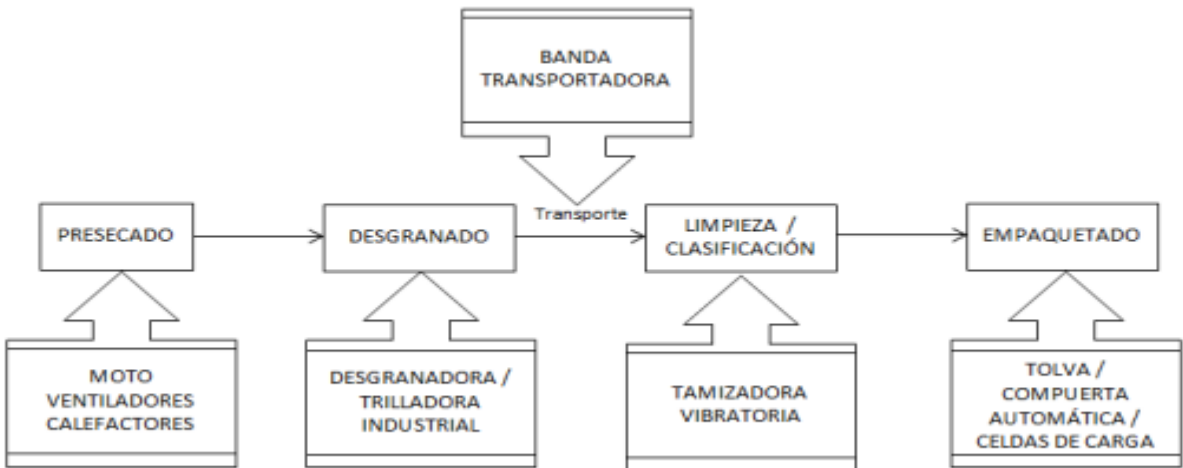 BANDA
TRANSPORTADORA
Transporte
PRESECADO
DESGRANADO
LIMPIEZA /
CLASIFICACIÓN
EMPAQUETADO
MOTO
VENTILADORES
CALEFACTORES
DESGRANADORA /
TRILLADORA
INDUSTRIAL
TAMIZADORA
VIBRATORIA
TOLVA /
COMPUERTA
AUTOMÁTICA /
CELDAS DE CARGA